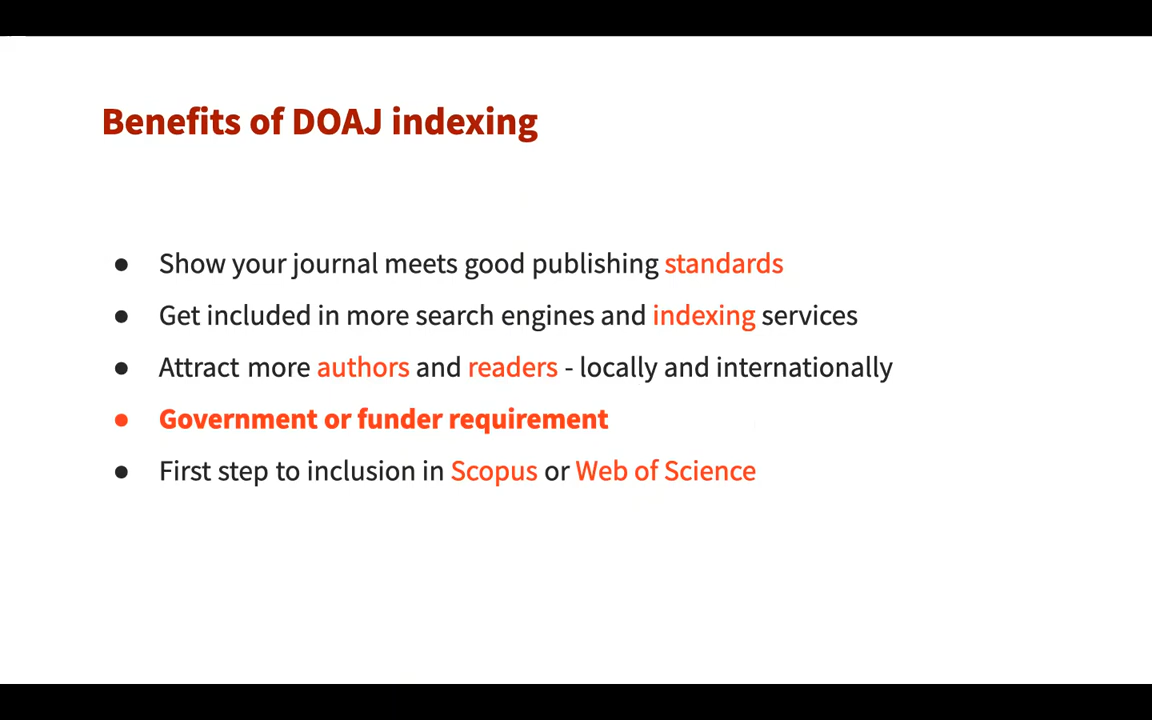 Benefits of DOAJ indexing
● Show your journal meets good publishing standards
● Get included in more search engines and indexing services
● Attract more authors and readers - locally and internationally
● Government or funder requirement
● First step to inclusion in Scopus or Web of Science